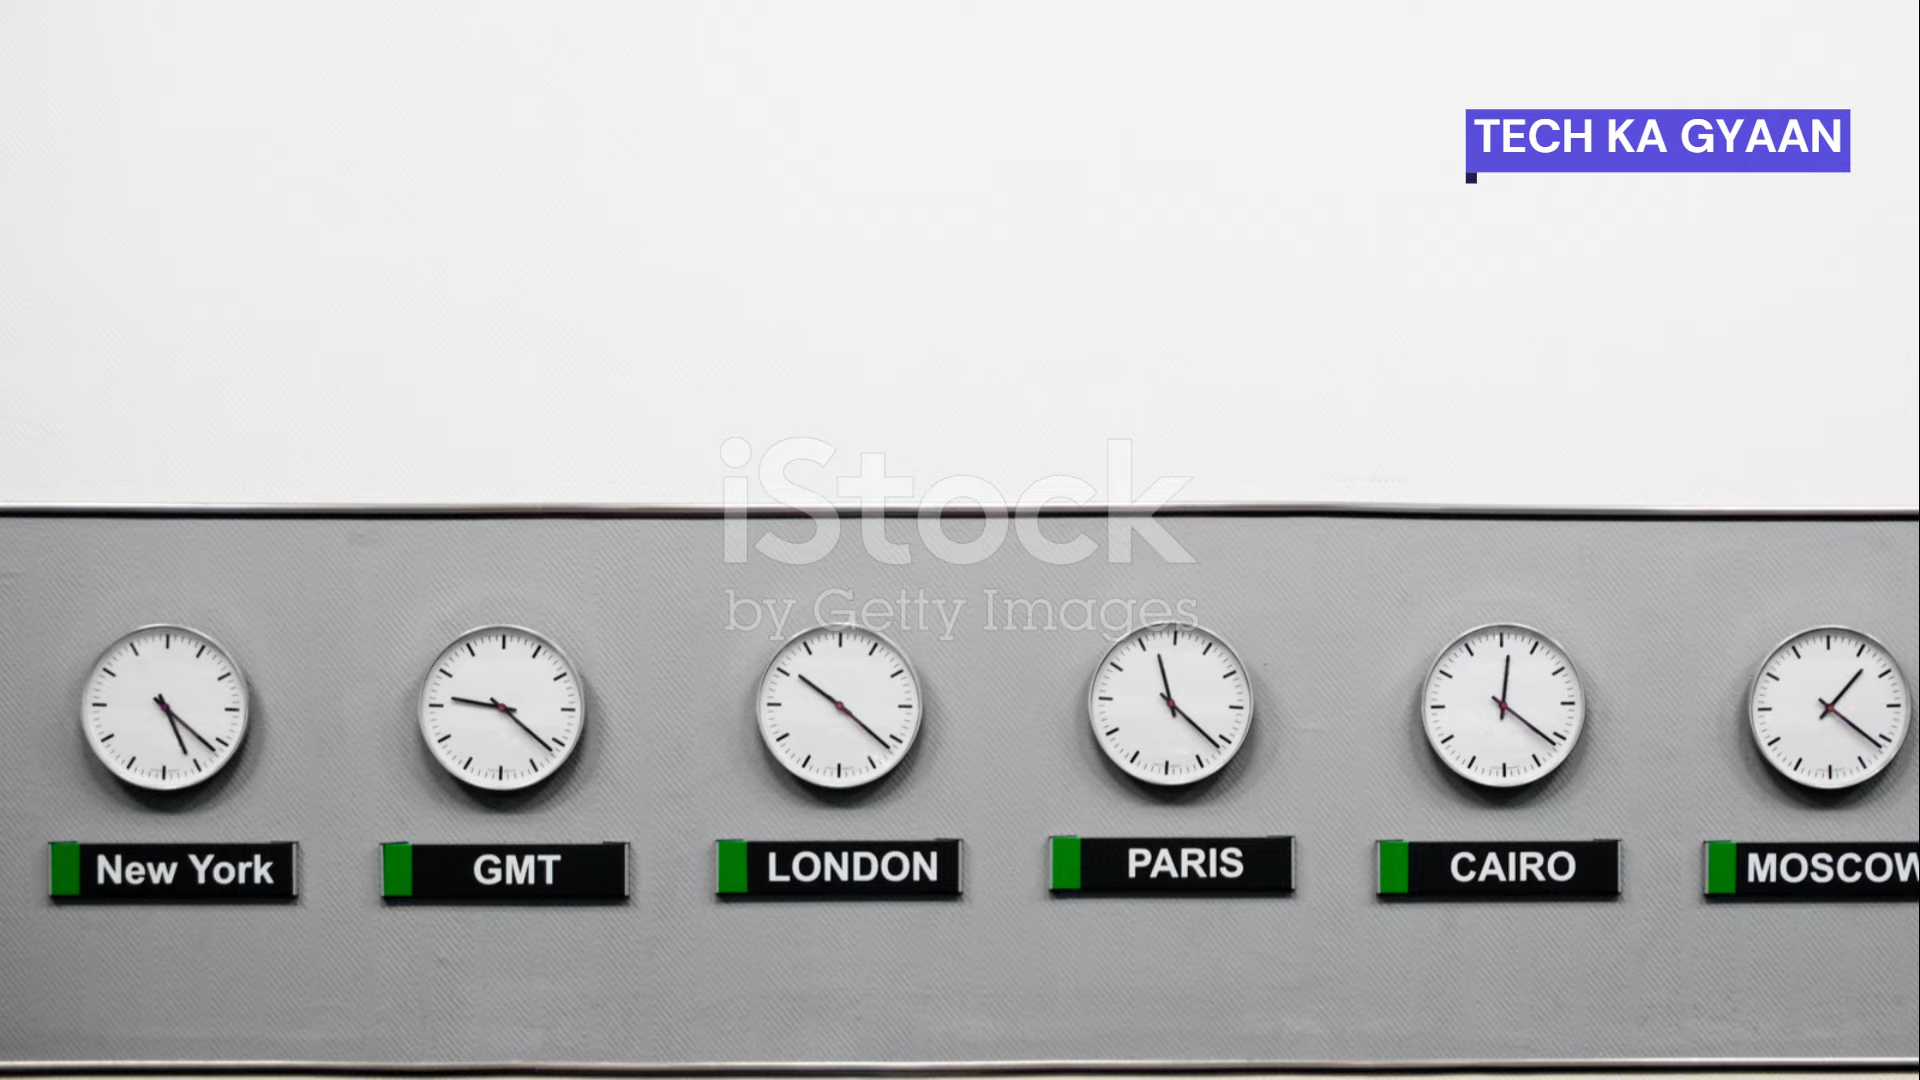 TECH KA GYAAN
iStock
by Getty Images
New York
GMT
LONDON
PARIS
CAIRO
MOSCOW